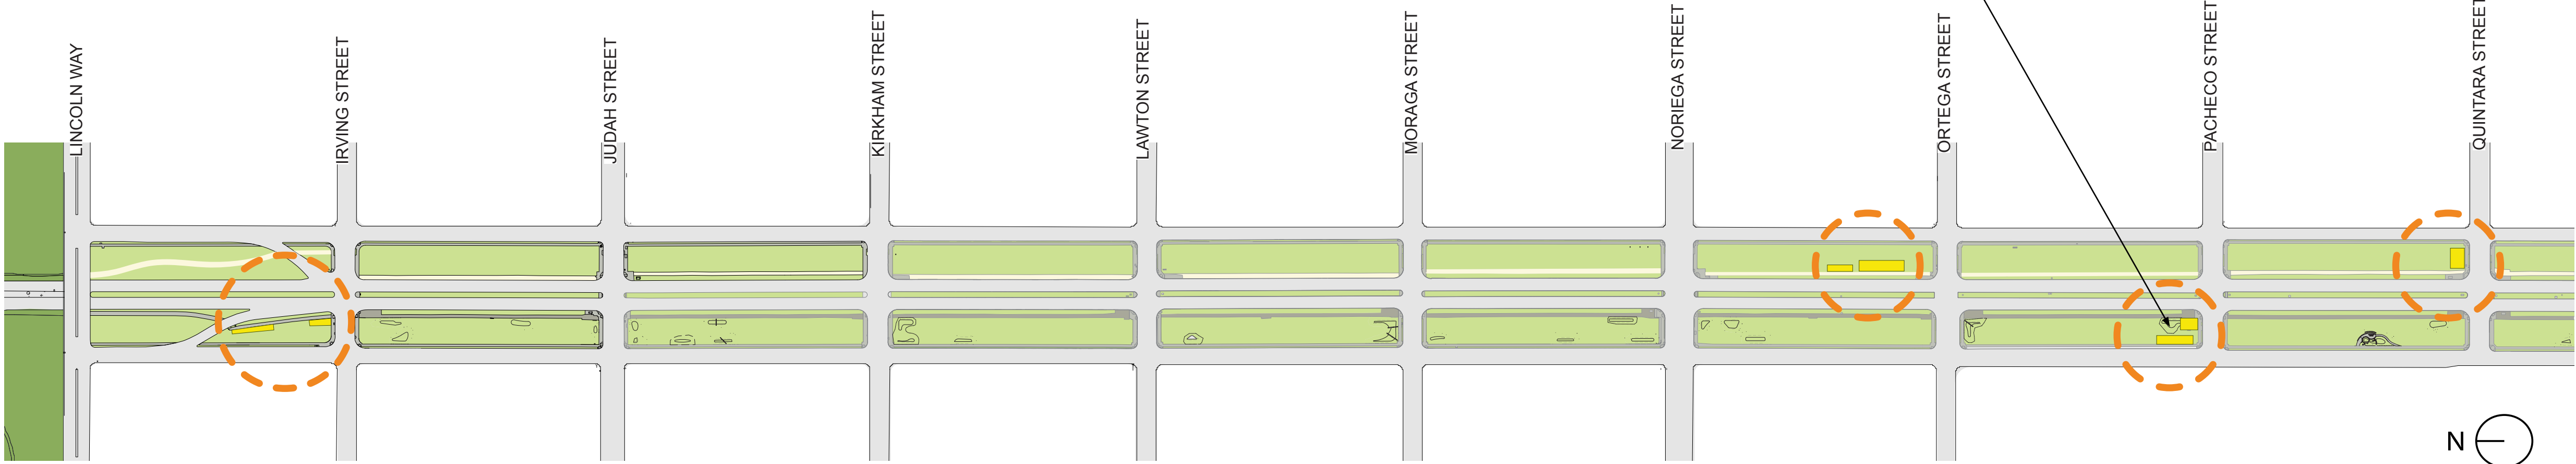 LINCOLN WAY
IRVING STREET
JUDAH STREET
KIRKHAM STREET
LAWTON STREET
MORAGA STREET
NORIEGA STREET
ORTEGA STREET
PACHECO STREET
QUINTARA STREET
N